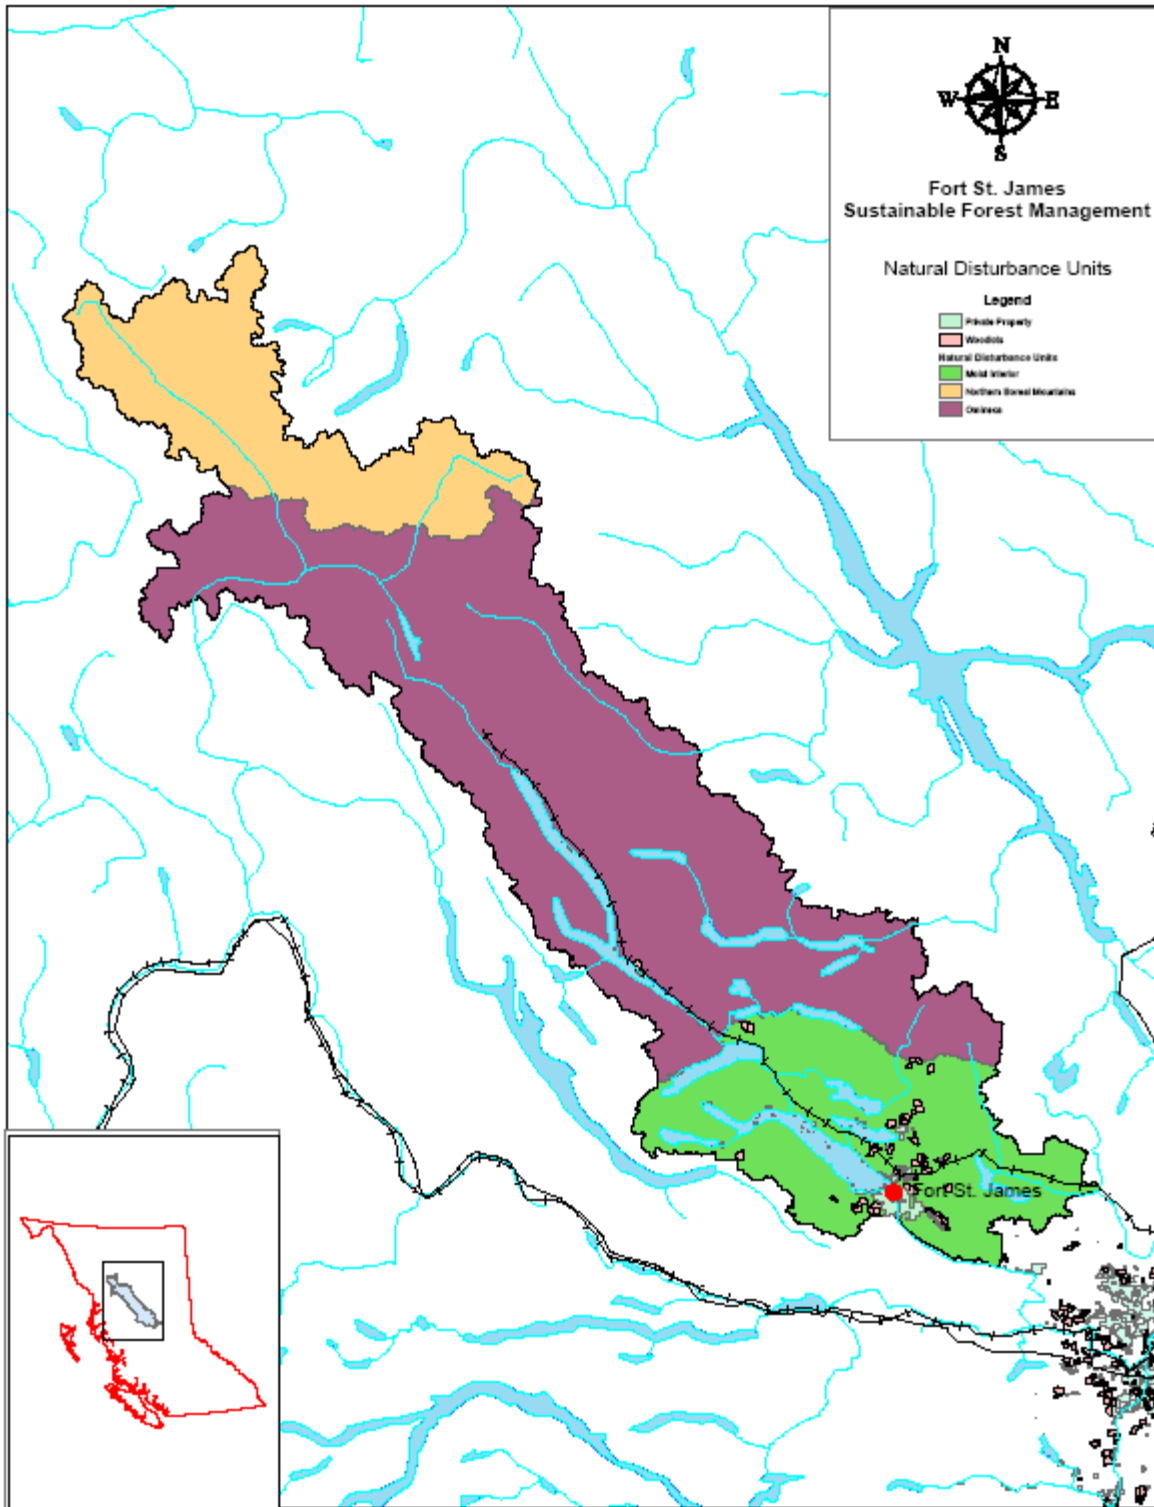 N
W E
S
Fort St. James
Sustainable Forest Management
Natural Disturbance Units
Legend
Private Property
Woodlots
Natural Disturbance Units
Moist Interior
Northern Boreal Mountains
Omineca
Fort St. James